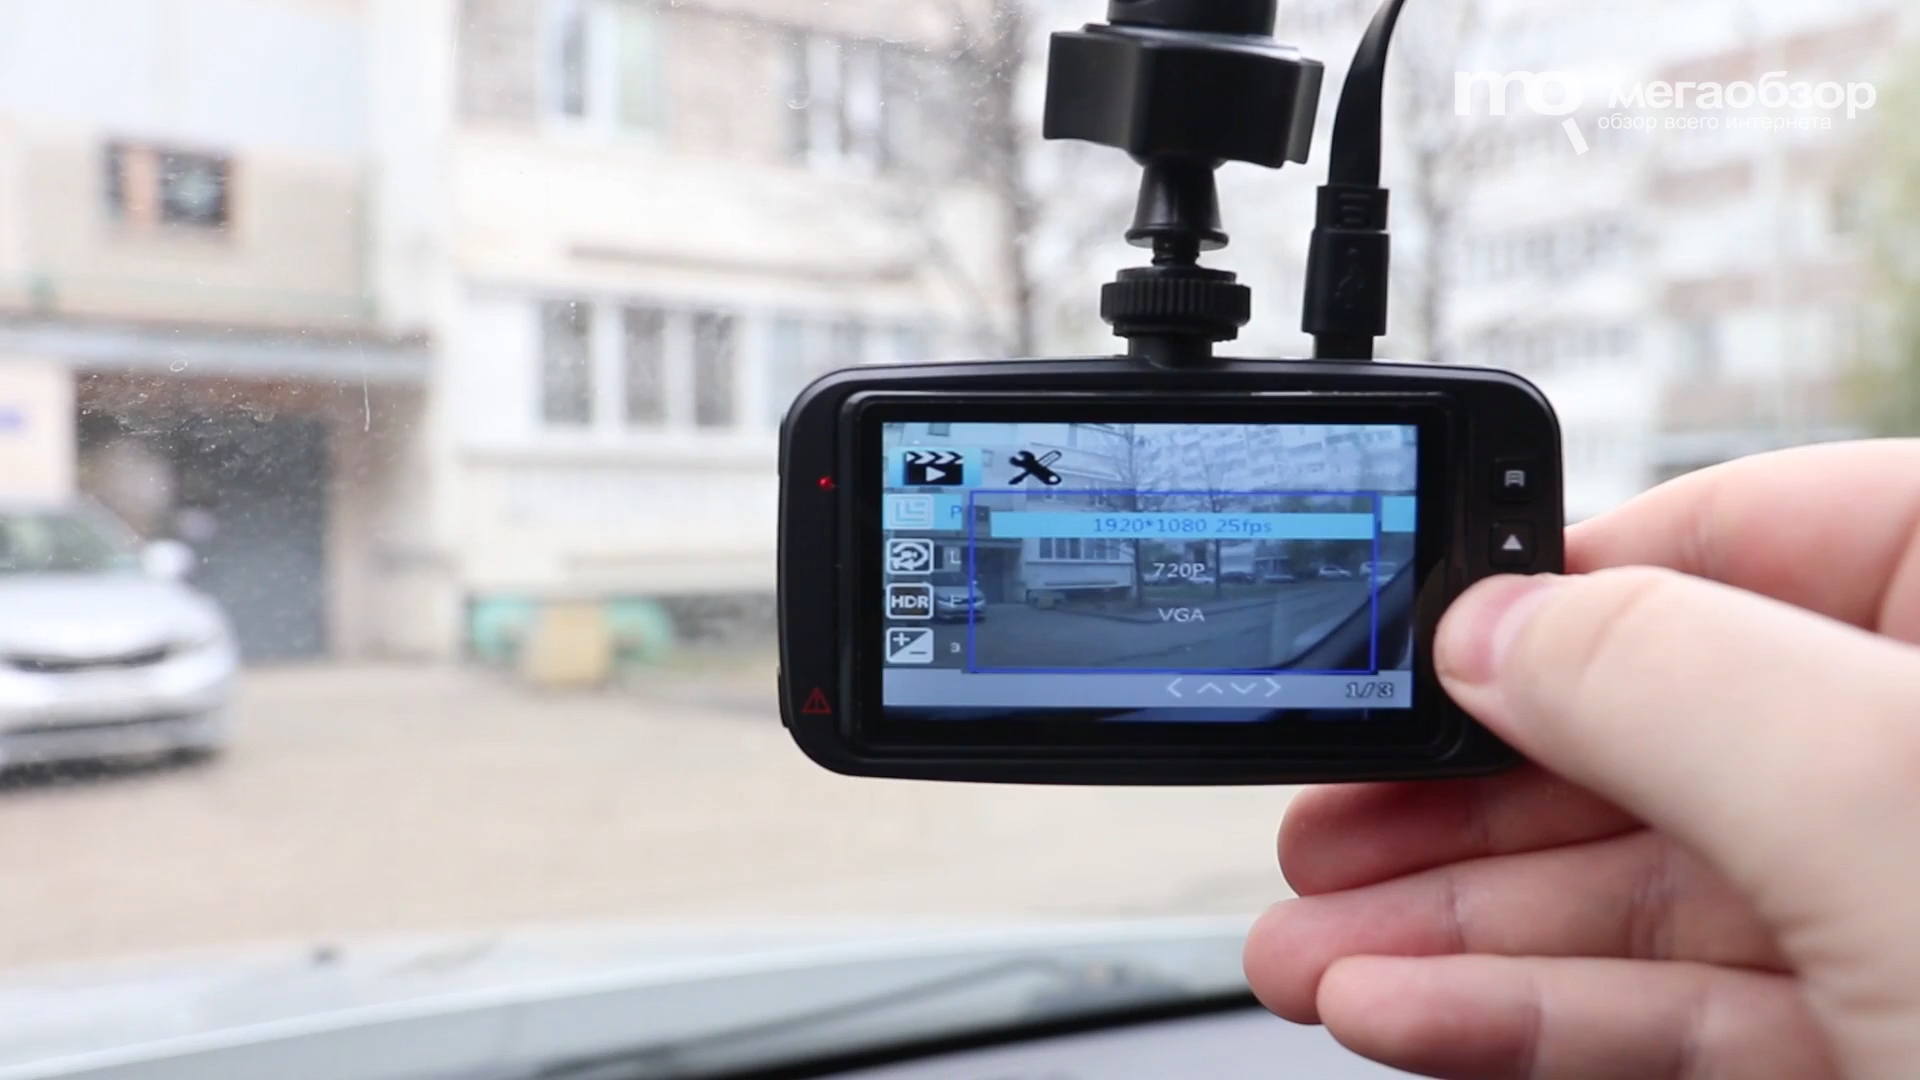 мегаобзор
обзор всего интернета
1920*1080 25fps
720P
VGA
HDR
1/3